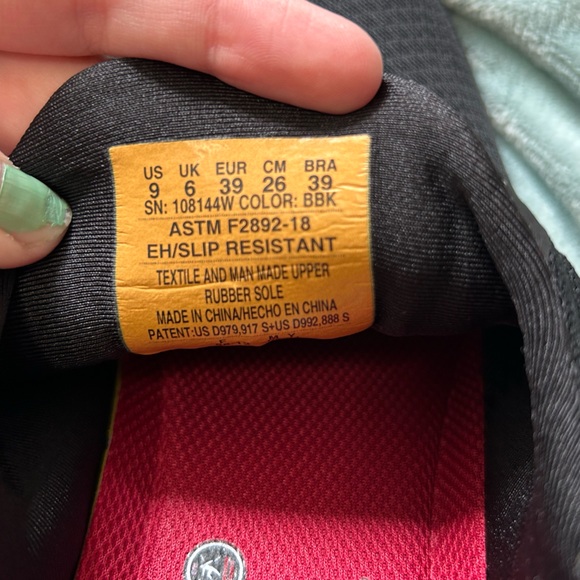 US UK EUR CM BRA
9 6 39 26 39
SN: 108144W COLOR: BBK
ASTM F2892-18
EH/SLIP RESISTANT
TEXTILE AND MAN MADE UPPER
RUBBER SOLE
MADE IN CHINA/HECHO EN CHINA
PATENT:US D979,917 S+US D992,888 S